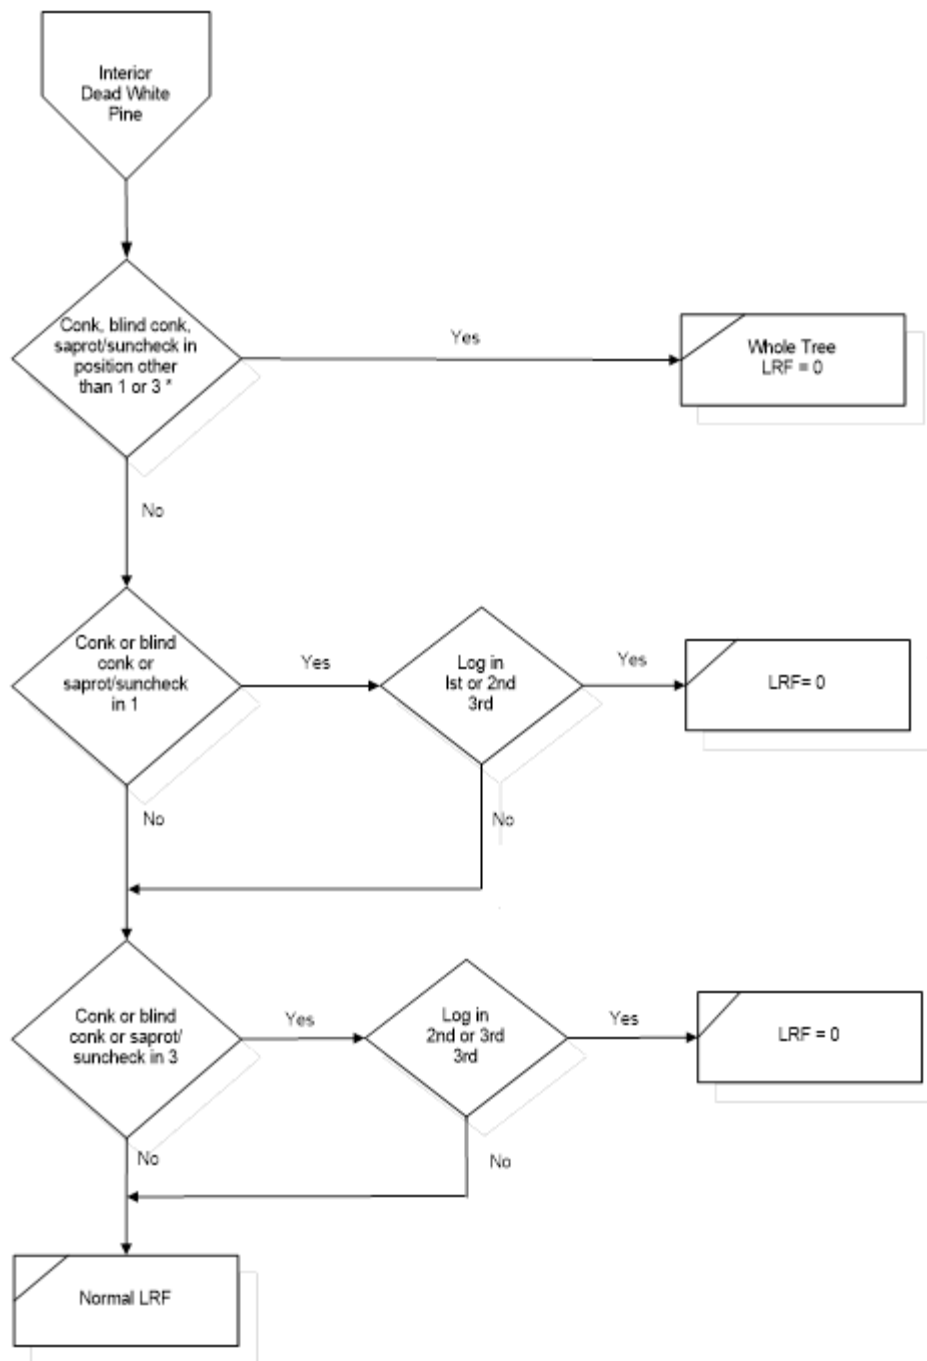 Interior
Dead White
Pine
Conk, blind conk,
saprot/suncheck in
position other
than 1 or 3 *
Yes
Whole Tree
LRF = 0
No
Conk or blind
conk or
saprot/suncheck
in 1
Yes
Log in
Ist or 2nd
3rd
Yes
LRF= 0
No
No
Conk or blind
conk or saprot/
suncheck in 3
Yes
Log in
2nd or 3rd
3rd
Yes
LRF = 0
No
No
Normal LRF